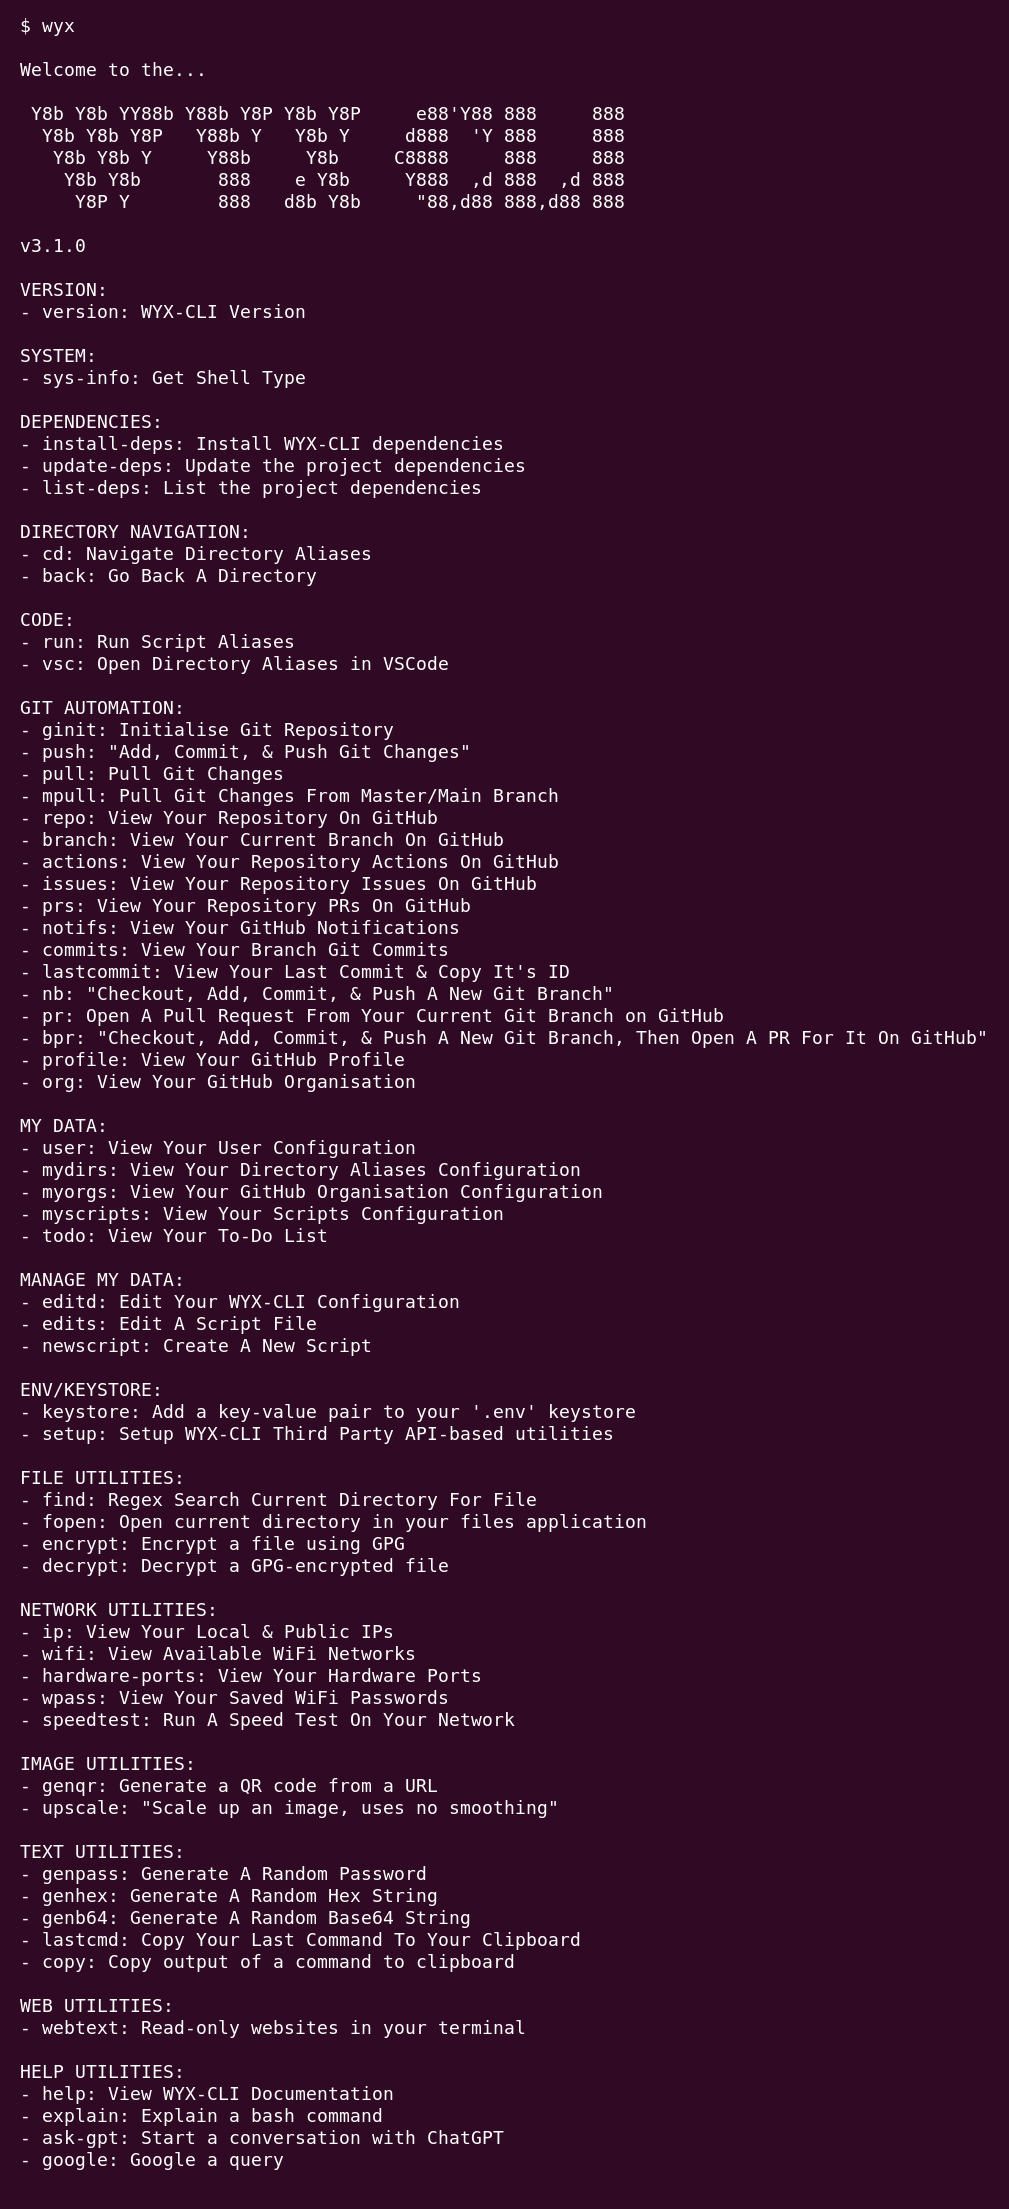 $ wyx

Welcome to the...

 Y8b Y8b YY88b Y88b Y8P Y8b Y8P     e88'Y88 888     888
  Y8b Y8b Y8P   Y88b Y   Y8b Y     d888  'Y 888     888
   Y8b Y8b Y     Y88b     Y8b     C8888     888     888
    Y8b Y8b       888    e Y8b     Y888  ,d 888  ,d 888
     Y8P Y        888   d8b Y8b     "88,d88 888,d88 888

v3.1.0

VERSION:
- version: WYX-CLI Version

SYSTEM:
- sys-info: Get Shell Type

DEPENDENCIES:
- install-deps: Install WYX-CLI dependencies
- update-deps: Update the project dependencies
- list-deps: List the project dependencies

DIRECTORY NAVIGATION:
- cd: Navigate Directory Aliases
- back: Go Back A Directory

CODE:
- run: Run Script Aliases
- vsc: Open Directory Aliases in VSCode

GIT AUTOMATION:
- ginit: Initialise Git Repository
- push: "Add, Commit, & Push Git Changes"
- pull: Pull Git Changes
- mpull: Pull Git Changes From Master/Main Branch
- repo: View Your Repository On GitHub
- branch: View Your Current Branch On GitHub
- actions: View Your Repository Actions On GitHub
- issues: View Your Repository Issues On GitHub
- prs: View Your Repository PRs On GitHub
- notifs: View Your GitHub Notifications
- commits: View Your Branch Git Commits
- lastcommit: View Your Last Commit & Copy It's ID
- nb: "Checkout, Add, Commit, & Push A New Git Branch"
- pr: Open A Pull Request From Your Current Git Branch on GitHub
- bpr: "Checkout, Add, Commit, & Push A New Git Branch, Then Open A PR For It On GitHub"
- profile: View Your GitHub Profile
- org: View Your GitHub Organisation

MY DATA:
- user: View Your User Configuration
- mydirs: View Your Directory Aliases Configuration
- myorgs: View Your GitHub Organisation Configuration
- myscripts: View Your Scripts Configuration
- todo: View Your To-Do List

MANAGE MY DATA:
- editd: Edit Your WYX-CLI Configuration
- edits: Edit A Script File
- newscript: Create A New Script

ENV/KEYSTORE:
- keystore: Add a key-value pair to your '.env' keystore
- setup: Setup WYX-CLI Third Party API-based utilities

FILE UTILITIES:
- find: Regex Search Current Directory For File
- fopen: Open current directory in your files application
- encrypt: Encrypt a file using GPG
- decrypt: Decrypt a GPG-encrypted file

NETWORK UTILITIES:
- ip: View Your Local & Public IPs
- wifi: View Available WiFi Networks
- hardware-ports: View Your Hardware Ports
- wpass: View Your Saved WiFi Passwords
- speedtest: Run A Speed Test On Your Network

IMAGE UTILITIES:
- genqr: Generate a QR code from a URL
- upscale: "Scale up an image, uses no smoothing"

TEXT UTILITIES:
- genpass: Generate A Random Password
- genhex: Generate A Random Hex String
- genb64: Generate A Random Base64 String
- lastcmd: Copy Your Last Command To Your Clipboard
- copy: Copy output of a command to clipboard

WEB UTILITIES:
- webtext: Read-only websites in your terminal

HELP UTILITIES:
- help: View WYX-CLI Documentation
- explain: Explain a bash command
- ask-gpt: Start a conversation with ChatGPT
- google: Google a query